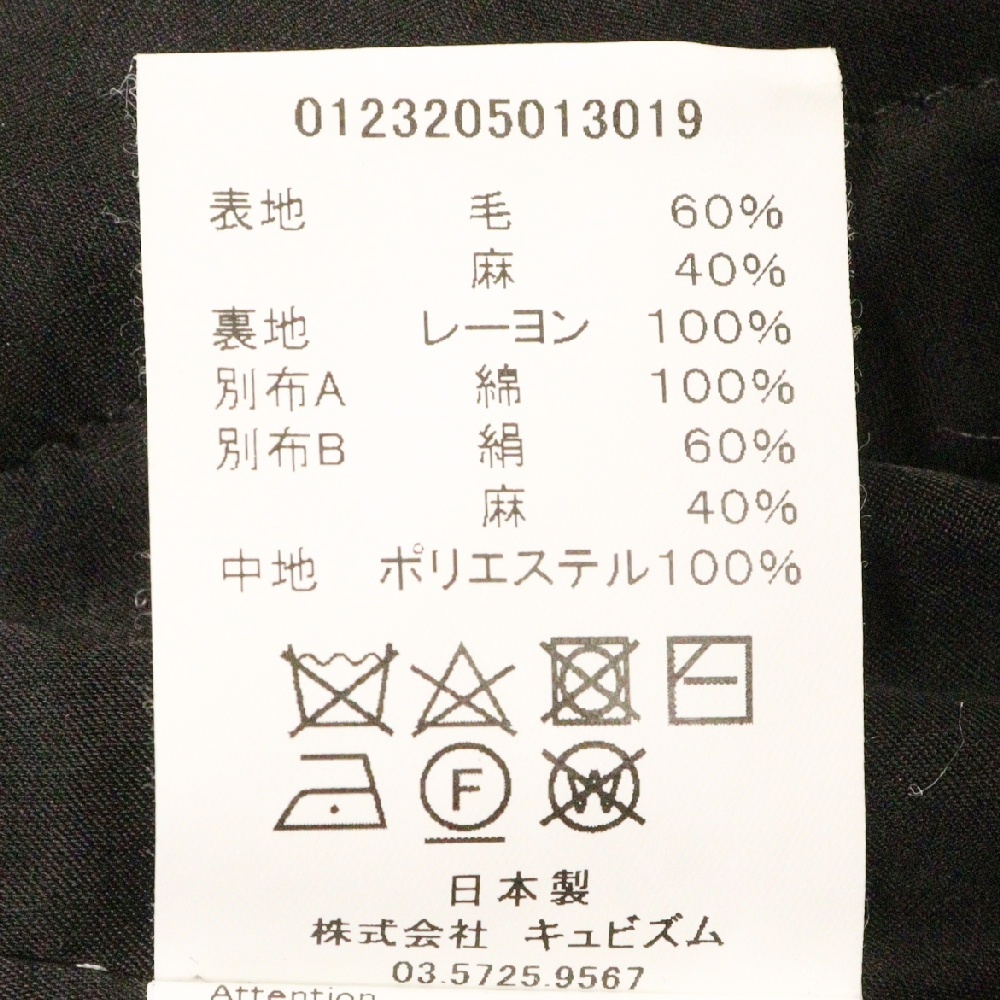 0123205013019
表地 毛 60%
麻 40%
裏地 レーヨン 100%
別布A 綿 100%
別布B 絹 60%
麻 40%
中地 ポリエステル100%
F W
日本製
株式会社 キュビズム
03.5725.9567
Attention